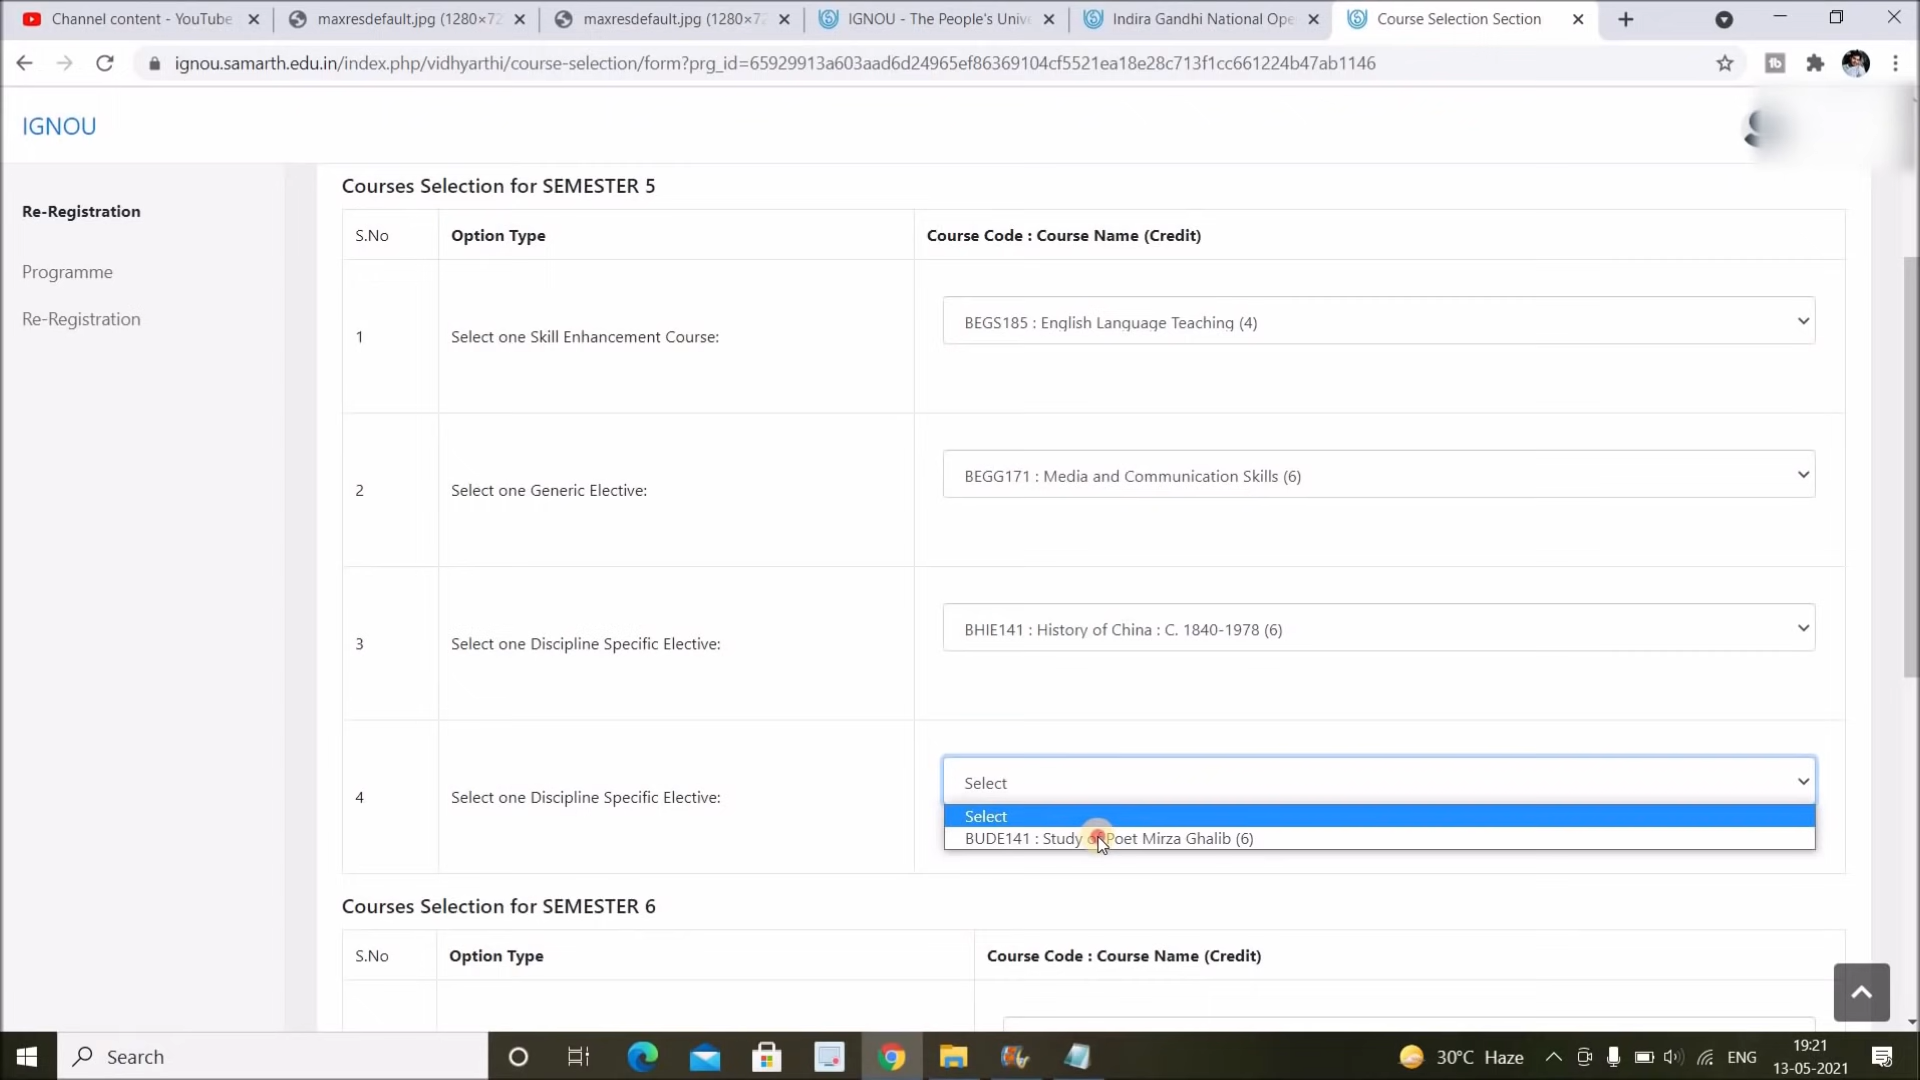 Channel content - YouTube
maxresdefault.jpg (1280×72
maxresdefault.jpg (1280×72
IGNOU - The People's Unive
Indira Gandhi National Ope
Course Selection Section
ignou.samarth.edu.in/index.php/vidhyarthi/course-selection/form?prg_id=65929913a603aad6d24965ef86369104cf5521ea18e28c713f1cc661224b47ab1146
IGNOU
Re-Registration
Programme
Re-Registration
Courses Selection for SEMESTER 5
S.No Option Type Course Code : Course Name (Credit)
1 Select one Skill Enhancement Course: BEGS185 : English Language Teaching (4)
2 Select one Generic Elective: BEGG171 : Media and Communication Skills (6)
3 Select one Discipline Specific Elective: BHIE141 : History of China : C. 1840-1978 (6)
4 Select one Discipline Specific Elective: Select
Select
BUDE141 : Study of Poet Mirza Ghalib (6)
Courses Selection for SEMESTER 6
S.No Option Type Course Code : Course Name (Credit)
Search
30°C Haze
ENG
19:21
13-05-2021